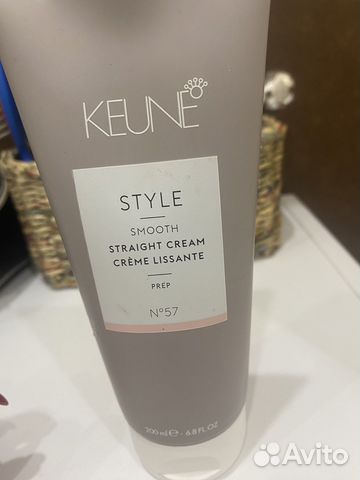 KEUNE
STYLE
SMOOTH
STRAIGHT CREAM
CRÈME LISSANTE
PREP
N°57
200 ml ℮ - 6.8 FL.OZ
Avito